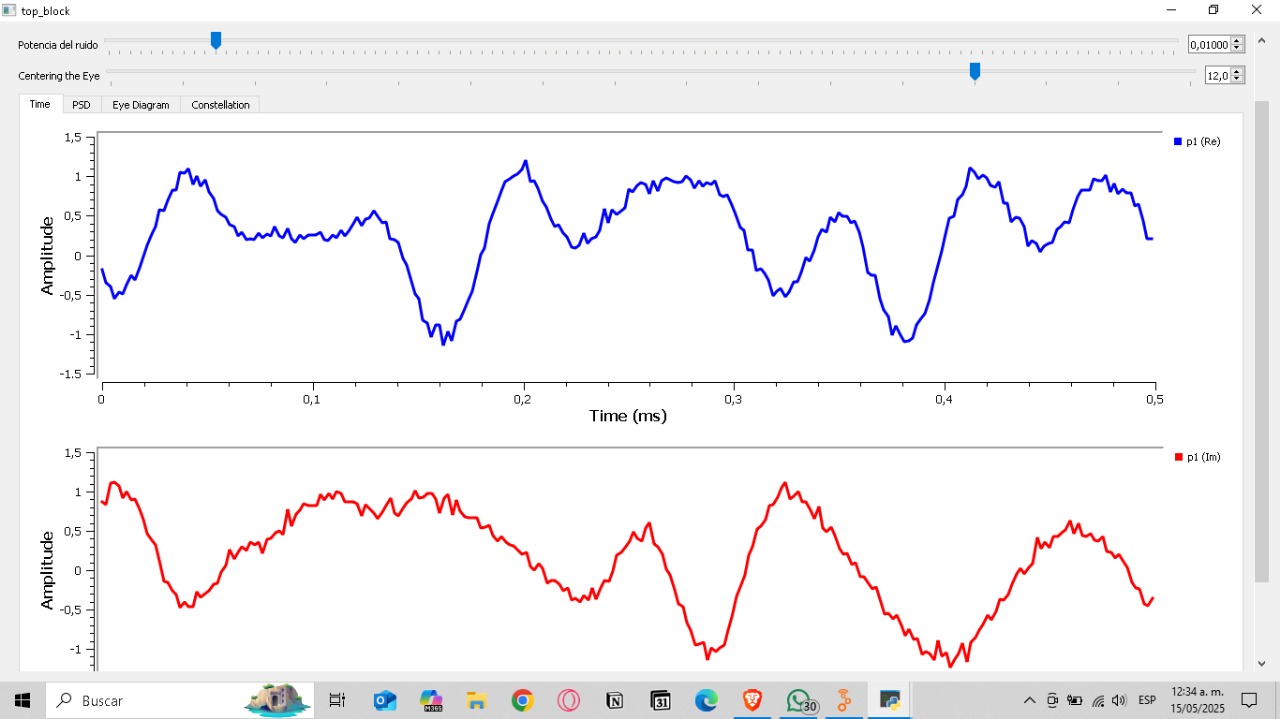 top_block
Potencia del ruido 0,01000
Centering the Eye 12,0
Time PSD Eye Diagram Constellation
1,5
1
0,5
0
-0,5
-1
-1.5
Amplitude
p1 (Re)
0 0,1 0,2 0,3 0,4 0,5
Time (ms)
1,5
1
0,5
0
-0,5
-1
Amplitude
p1 (Im)
Buscar
M365
N
31
30
ESP
12:34 a. m.
15/05/2025